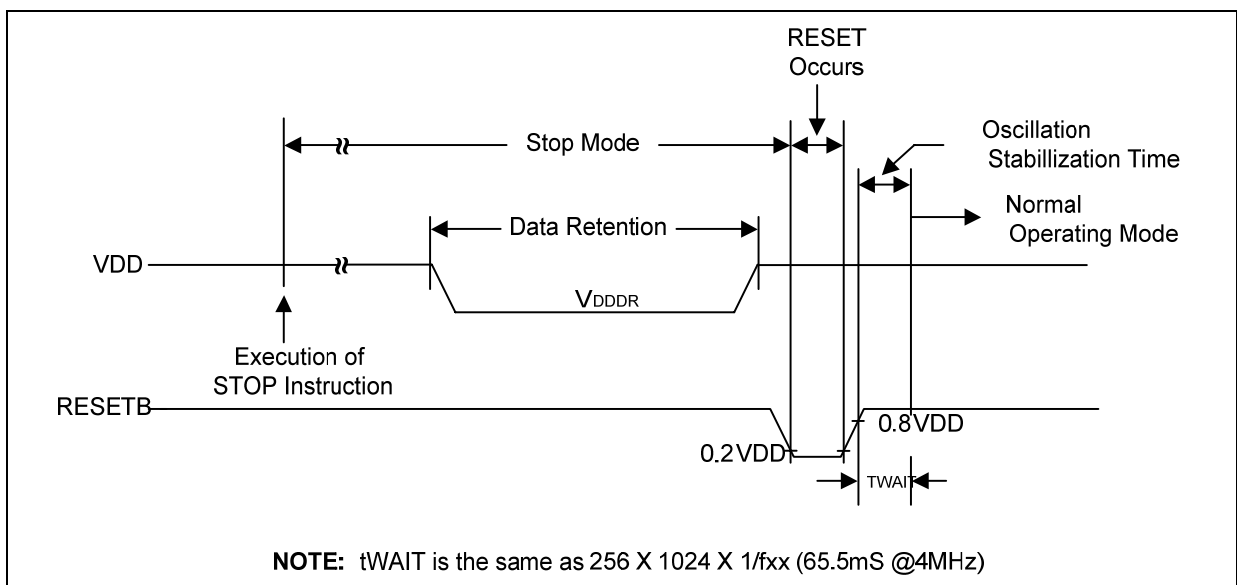 RESET
Occurs
Stop Mode
Oscillation
Stabillization Time
Data Retention
Normal
Operating Mode
VDD
VDDDR
Execution of
STOP Instruction
RESETB
0.8VDD
0.2VDD
TWAIT
NOTE: tWAIT is the same as 256 X 1024 X 1/fxx (65.5mS @4MHz)